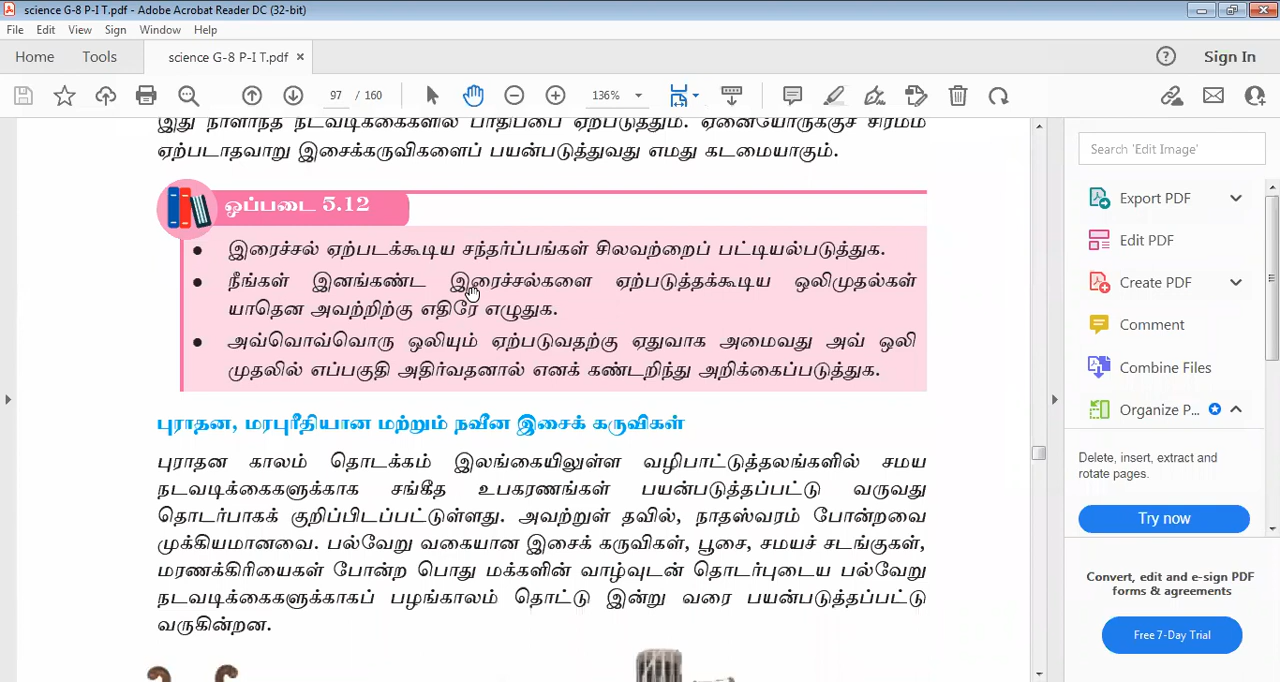 science G-8 P-I T.pdf - Adobe Acrobat Reader DC (32-bit)
File Edit View Sign Window Help
Home Tools science G-8 P-I T.pdf × Sign In
97 / 160 136%
இது நாளாந்த நடவடிக்கைகளில் பாதிப்பை ஏற்படுத்தும். ஏனையோருக்குச் சிரமம்
ஏற்படாதவாறு இசைக்கருவிகளைப் பயன்படுத்துவது எமது கடமையாகும்.
Search 'Edit Image'
Export PDF
ஒப்படை 5.12
Edit PDF
• இரைச்சல் ஏற்படக்கூடிய சந்தர்ப்பங்கள் சிலவற்றைப் பட்டியல்படுத்துக.
• நீங்கள் இனங்கண்ட இரைச்சல்களை ஏற்படுத்தக்கூடிய ஒலிமுதல்கள்
யாதென அவற்றிற்கு எதிரே எழுதுக.
• அவ்வொவ்வொரு ஒலியும் ஏற்படுவதற்கு ஏதுவாக அமைவது அவ் ஒலி
முதலில் எப்பகுதி அதிர்வதனால் எனக் கண்டறிந்து அறிக்கைப்படுத்துக.
Create PDF
Comment
Combine Files
Organize P...
புராதன, மரபுரீதியான மற்றும் நவீன இசைக் கருவிகள்
புராதன காலம் தொடக்கம் இலங்கையிலுள்ள வழிபாட்டுத்தலங்களில் சமய
நடவடிக்கைகளுக்காக சங்கீத உபகரணங்கள் பயன்படுத்தப்பட்டு வருவது
தொடர்பாகக் குறிப்பிடப்பட்டுள்ளது. அவற்றுள் தவில், நாதஸ்வரம் போன்றவை
முக்கியமானவை. பல்வேறு வகையான இசைக் கருவிகள், பூசை, சமயச் சடங்குகள்,
மரணக்கிரியைகள் போன்ற பொது மக்களின் வாழ்வுடன் தொடர்புடைய பல்வேறு
நடவடிக்கைகளுக்காகப் பழங்காலம் தொட்டு இன்று வரை பயன்படுத்தப்பட்டு
வருகின்றன.
Delete, insert, extract and
rotate pages.
Try now
Convert, edit and e-sign PDF
forms & agreements
Free 7-Day Trial